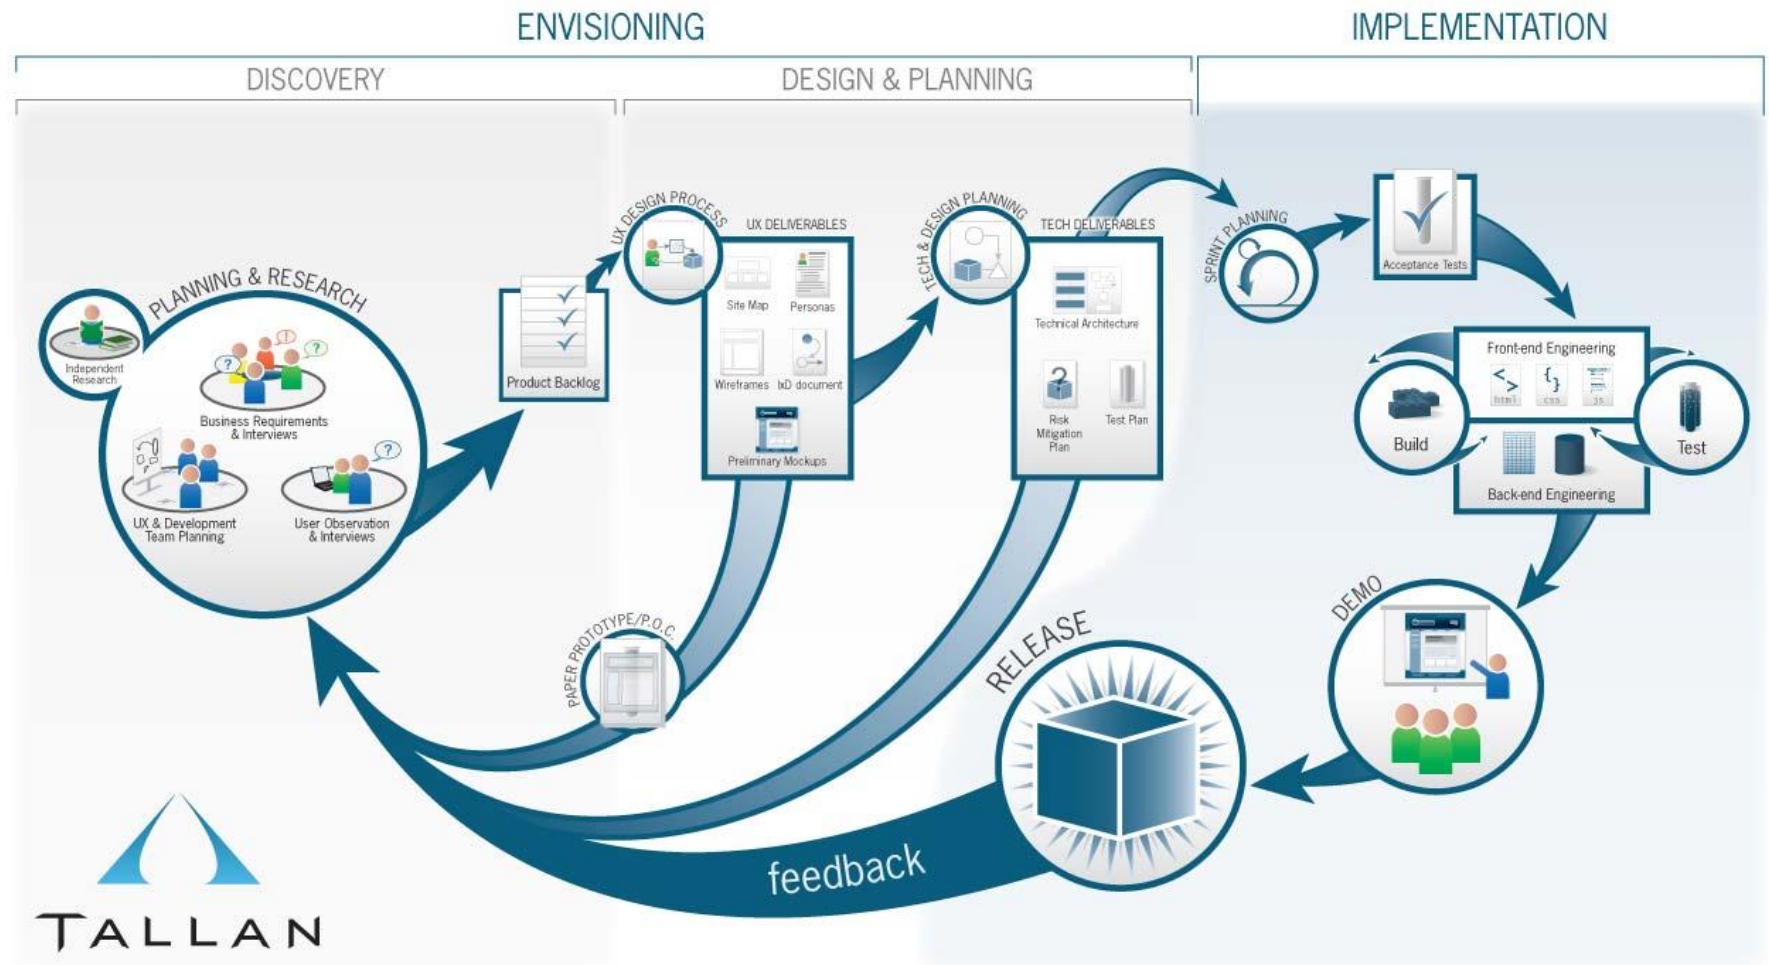 ENVISIONING
IMPLEMENTATION
DISCOVERY
DESIGN & PLANNING
PLANNING & RESEARCH
Independent
Research
?
!
?
Business Requirements
& Interviews
UX & Development
Team Planning
?
User Observation
& Interviews
Product Backlog
UX DESIGN PROCESS
UX DELIVERABLES
Site Map
Personas
Wireframes
IxD document
Preliminary Mockups
TECH & DESIGN PLANNING
TECH DELIVERABLES
Technical Architecture
?
Risk
Mitigation
Plan
Test Plan
SPRINT PLANNING
Acceptance Tests
Front-end Engineering
< >
html
{ }
css
js
Build
Test
Back-end Engineering
DEMO
RELEASE
PAPER PROTOTYPE/P.O.C.
feedback
TALLAN